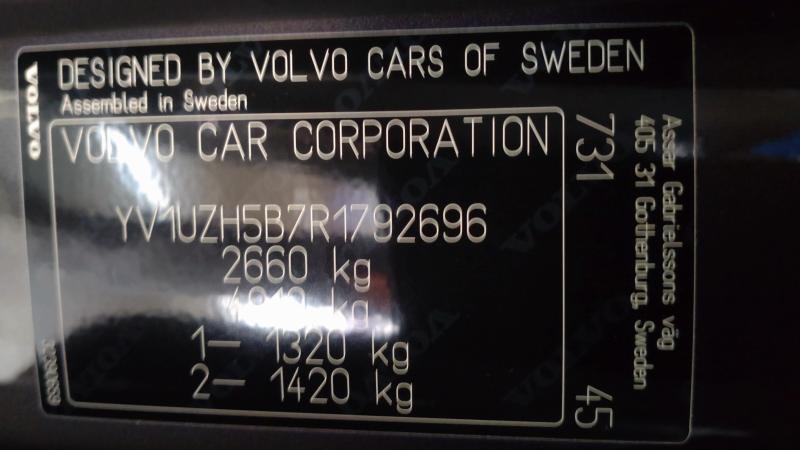 VOLVO
DESIGNED BY VOLVO CARS OF SWEDEN
Assembled in Sweden
VOLVO CAR CORPORATION
YV1UZH5B7R1792696
2660 kg
kg
1– 1320 kg
2– 1420 kg
731
45
Assar Gabrielssons väg
405 31 Gothenburg, Sweden